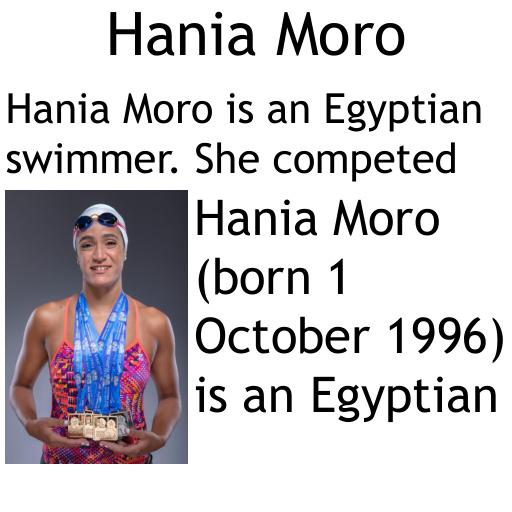 Hania Moro
Hania Moro is an Egyptian
swimmer. She competed
Hania Moro
(born 1
October 1996)
is an Egyptian